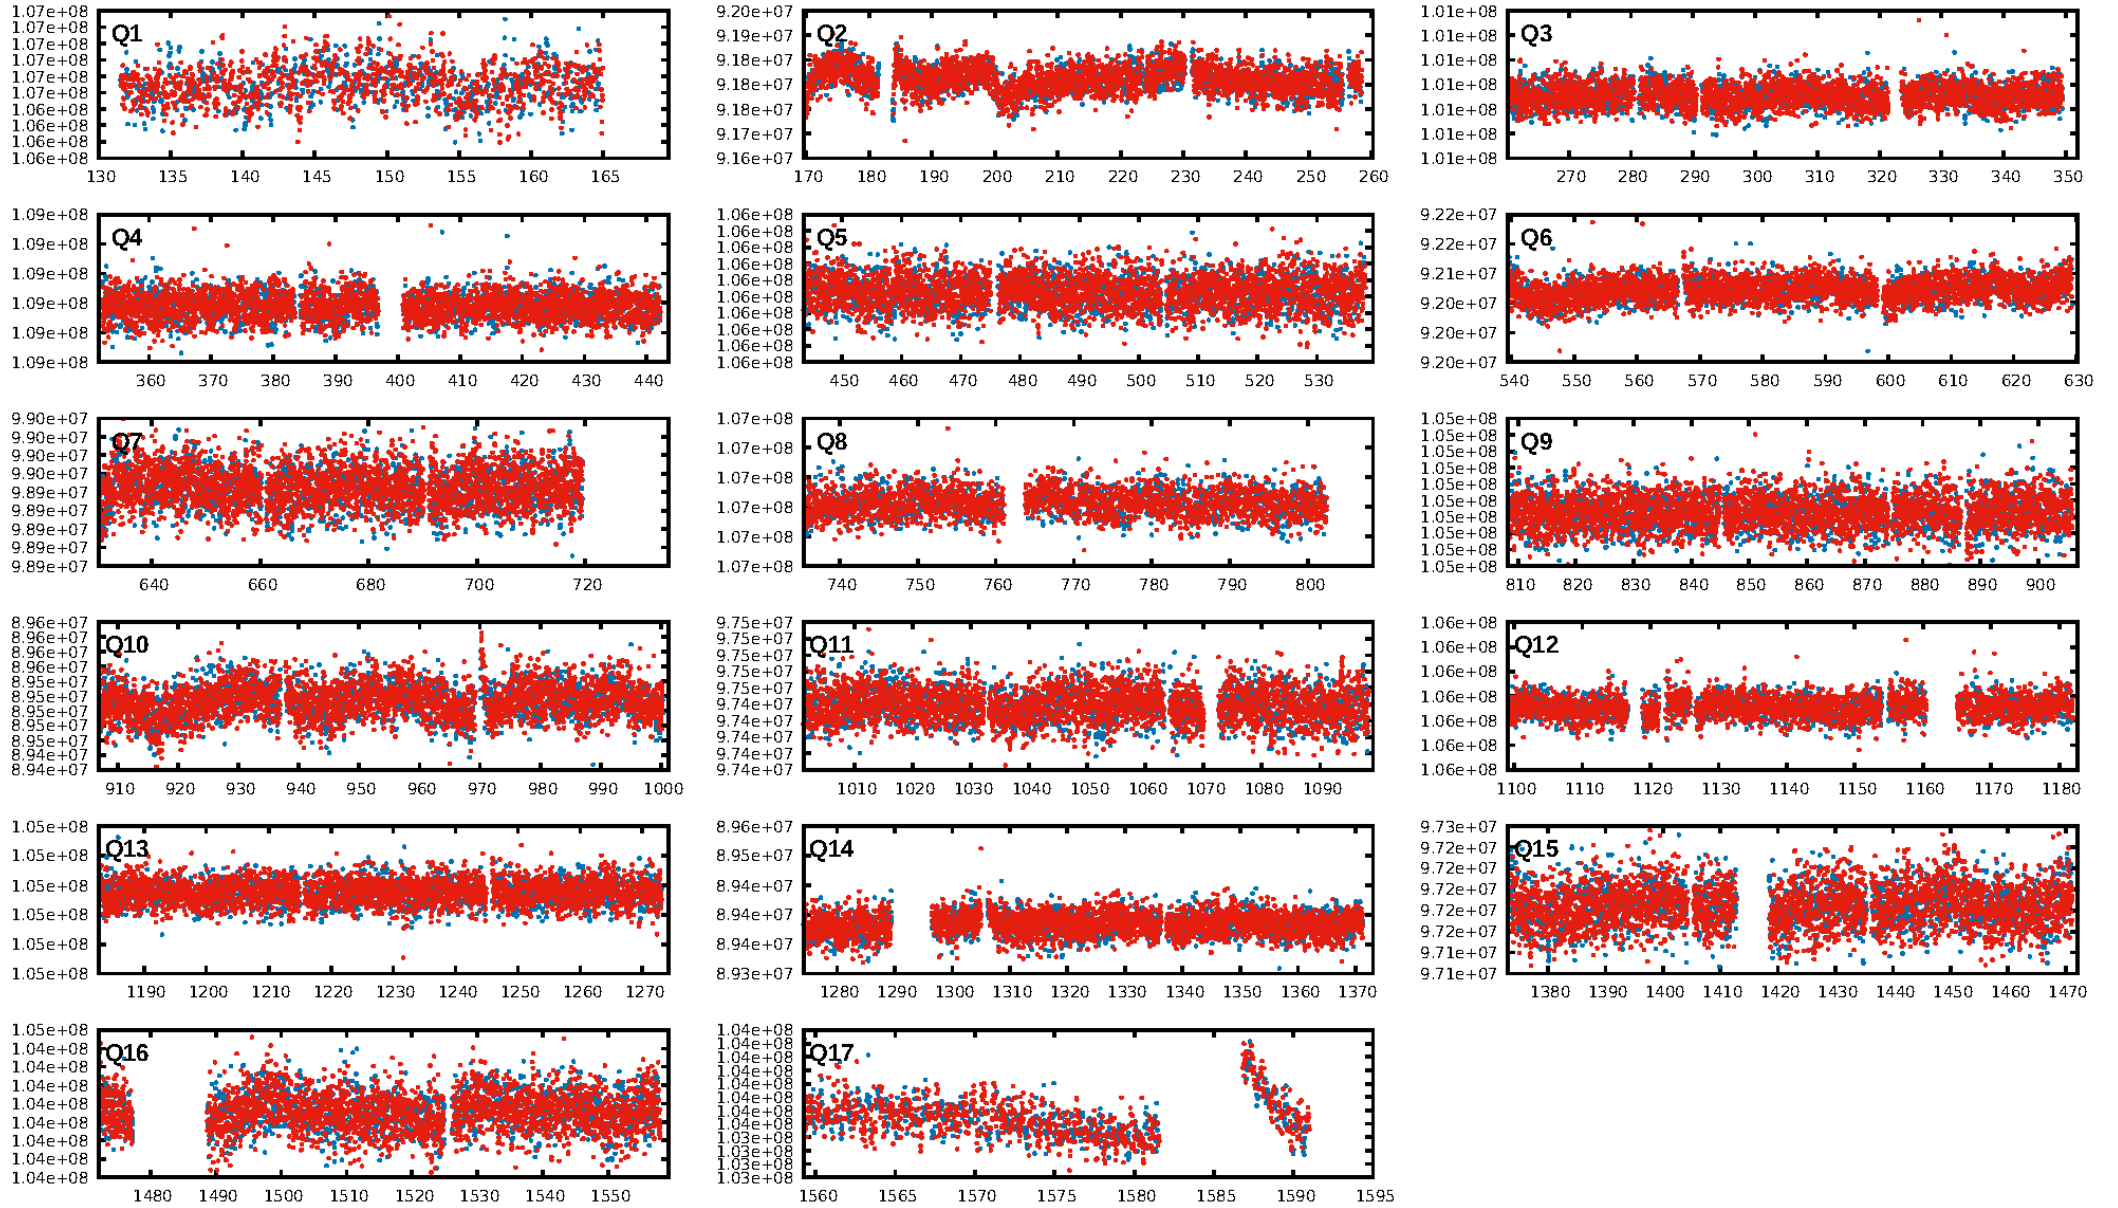 1.07e+08
1.07e+08
1.07e+08
1.07e+08
1.07e+08
1.07e+08
1.06e+08
1.06e+08
1.06e+08
1.06e+08
Q1
130 135 140 145 150 155 160 165
9.20e+07
9.19e+07
9.18e+07
9.18e+07
9.18e+07
9.17e+07
9.16e+07
Q2
170 180 190 200 210 220 230 240 250 260
1.01e+08
1.01e+08
1.01e+08
1.01e+08
1.01e+08
1.01e+08
1.01e+08
Q3
270 280 290 300 310 320 330 340 350
1.09e+08
1.09e+08
1.09e+08
1.09e+08
1.09e+08
1.09e+08
Q4
360 370 380 390 400 410 420 430 440
1.06e+08
1.06e+08
1.06e+08
1.06e+08
1.06e+08
1.06e+08
1.06e+08
1.06e+08
1.06e+08
1.06e+08
Q5
450 460 470 480 490 500 510 520 530
9.22e+07
9.22e+07
9.21e+07
9.20e+07
9.20e+07
9.20e+07
Q6
540 550 560 570 580 590 600 610 620 630
9.90e+07
9.90e+07
9.90e+07
9.90e+07
9.89e+07
9.89e+07
9.89e+07
9.89e+07
9.89e+07
Q7
640 660 680 700 720
1.07e+08
1.07e+08
1.07e+08
1.07e+08
1.07e+08
1.07e+08
Q8
740 750 760 770 780 790 800
1.05e+08
1.05e+08
1.05e+08
1.05e+08
1.05e+08
1.05e+08
1.05e+08
1.05e+08
1.05e+08
1.05e+08
Q9
810 820 830 840 850 860 870 880 890 900
8.96e+07
8.96e+07
8.96e+07
8.96e+07
8.95e+07
8.95e+07
8.95e+07
8.95e+07
8.95e+07
8.94e+07
8.94e+07
Q10
910 920 930 940 950 960 970 980 990 1000
9.75e+07
9.75e+07
9.75e+07
9.75e+07
9.75e+07
9.74e+07
9.74e+07
9.74e+07
9.74e+07
9.74e+07
Q11
1010 1020 1030 1040 1050 1060 1070 1080 1090
1.06e+08
1.06e+08
1.06e+08
1.06e+08
1.06e+08
1.06e+08
1.06e+08
Q12
1100 1110 1120 1130 1140 1150 1160 1170 1180
1.05e+08
1.05e+08
1.05e+08
1.05e+08
1.05e+08
1.05e+08
Q13
1190 1200 1210 1220 1230 1240 1250 1260 1270
8.96e+07
8.95e+07
8.94e+07
8.94e+07
8.94e+07
8.93e+07
Q14
1280 1290 1300 1310 1320 1330 1340 1350 1360 1370
9.73e+07
9.72e+07
9.72e+07
9.72e+07
9.72e+07
9.72e+07
9.71e+07
9.71e+07
Q15
1380 1390 1400 1410 1420 1430 1440 1450 1460 1470
1.05e+08
1.04e+08
1.04e+08
1.04e+08
1.04e+08
1.04e+08
1.04e+08
1.04e+08
1.04e+08
Q16
1480 1490 1500 1510 1520 1530 1540 1550
1.04e+08
1.04e+08
1.04e+08
1.04e+08
1.04e+08
1.04e+08
1.04e+08
1.04e+08
1.03e+08
1.03e+08
1.03e+08
1.03e+08
Q17
1560 1565 1570 1575 1580 1585 1590 1595